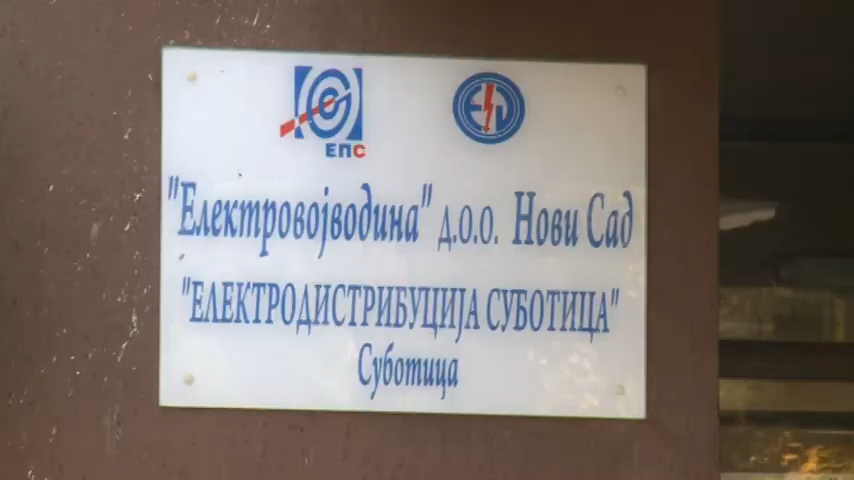 ЕПС
"Електровојводина" д.о.о. Нови Сад
"ЕЛЕКТРОДИСТРИБУЦИЈА СУБОТИЦА"
Суботица